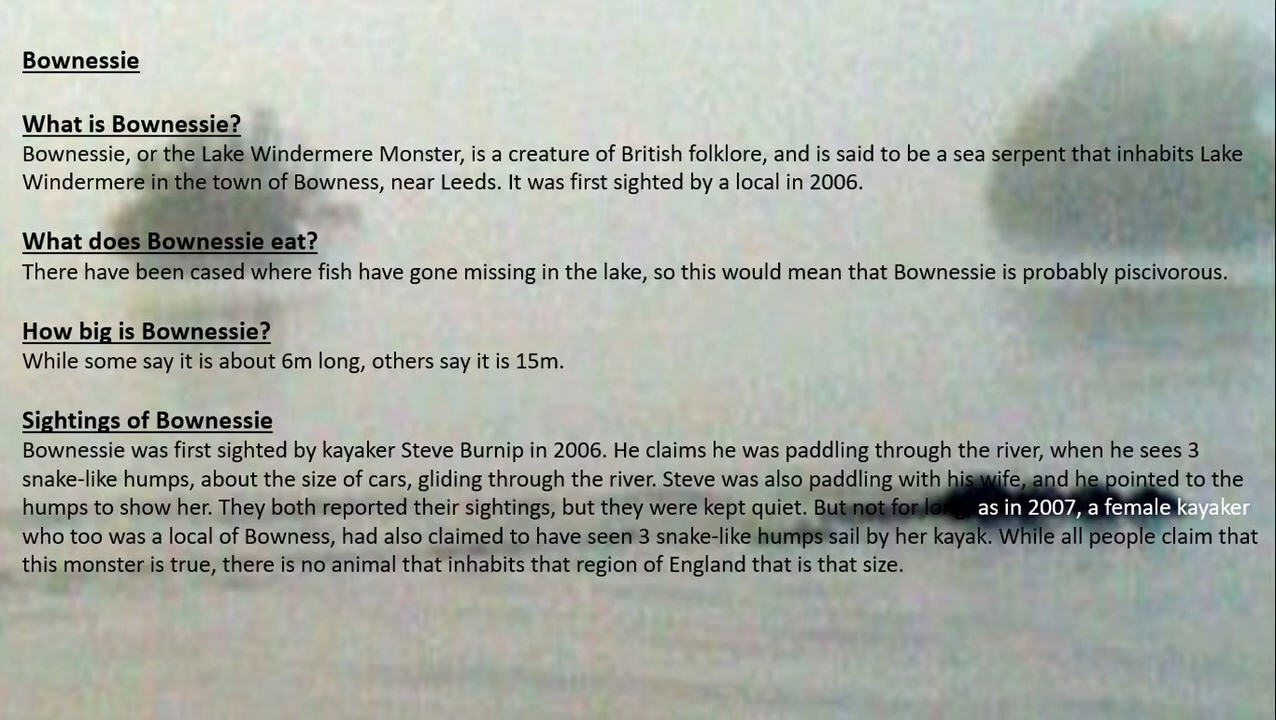 Bownessie
What is Bownessie?
Bownessie, or the Lake Windermere Monster, is a creature of British folklore, and is said to be a sea serpent that inhabits Lake
Windermere in the town of Bowness, near Leeds. It was first sighted by a local in 2006.
What does Bownessie eat?
There have been cased where fish have gone missing in the lake, so this would mean that Bownessie is probably piscivorous.
How big is Bownessie?
While some say it is about 6m long, others say it is 15m.
Sightings of Bownessie
Bownessie was first sighted by kayaker Steve Burnip in 2006. He claims he was paddling through the river, when he sees 3
snake-like humps, about the size of cars, gliding through the river. Steve was also paddling with his wife, and he pointed to the
humps to show her. They both reported their sightings, but they were kept quiet. But not for long, as in 2007, a female kayaker
who too was a local of Bowness, had also claimed to have seen 3 snake-like humps sail by her kayak. While all people claim that
this monster is true, there is no animal that inhabits that region of England that is that size.